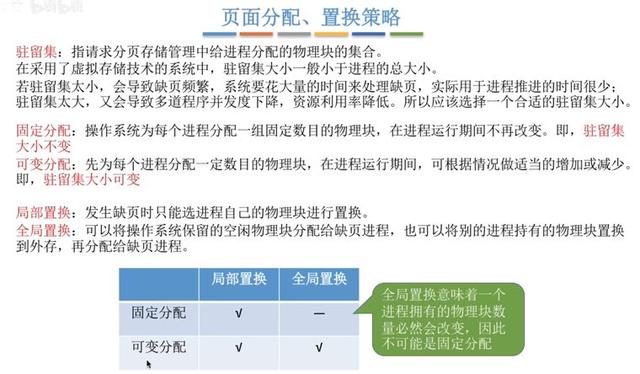 页面分配、置换策略
驻留集：指请求分页存储管理中给进程分配的物理块的集合。
在采用了虚拟存储技术的系统中，驻留集大小一般小于进程的总大小。
若驻留集太小，会导致缺页频繁，系统要花大量的时间来处理缺页，实际用于进程推进的时间很少；
驻留集太大，又会导致多道程序并发度下降，资源利用率降低。所以应该选择一个合适的驻留集大小。
固定分配：操作系统为每个进程分配一组固定数目的物理块，在进程运行期间不再改变。即，驻留集
大小不变
可变分配：先为每个进程分配一定数目的物理块，在进程运行期间，可根据情况做适当的增加或减少。
即，驻留集大小可变
局部置换：发生缺页时只能选进程自己的物理块进行置换。
全局置换：可以将操作系统保留的空闲物理块分配给缺页进程，也可以将别的进程持有的物理块置换
到外存，再分配给缺页进程。
局部置换 全局置换
固定分配 √ —
可变分配 √ √
全局置换意味着一个
进程拥有的物理块数
量必然会改变，因此
不可能是固定分配